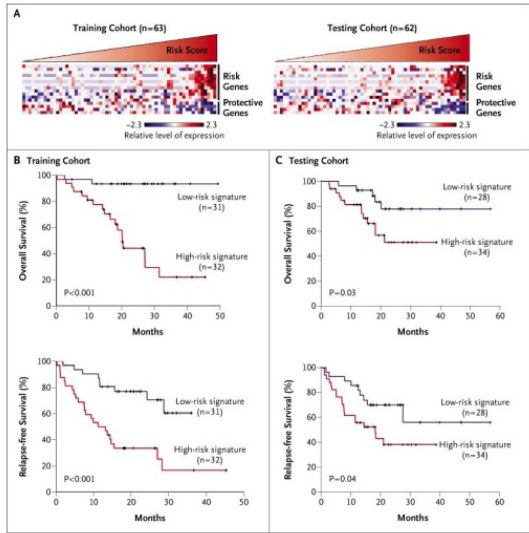 A
Training Cohort (n=63)
Testing Cohort (n=62)
Risk Score
Risk Score
Risk
Genes
Protective
Genes
Risk
Genes
Protective
Genes
−2.3
2.3
Relative level of expression
−2.3
2.3
Relative level of expression
B Training Cohort
Overall Survival (%)
100
80
60
40
20
0
Low-risk signature
(n=31)
High-risk signature
(n=32)
P<0.001
0 10 20 30 40 50
Months
Relapse-free Survival (%)
100
80
60
40
20
0
Low-risk signature
(n=31)
High-risk signature
(n=32)
P<0.001
0 10 20 30 40 50
Months
C Testing Cohort
Overall Survival (%)
100
80
60
40
20
0
Low-risk signature
(n=28)
High-risk signature
(n=34)
P=0.03
0 10 20 30 40 50 60
Months
Relapse-free Survival (%)
100
80
60
40
20
0
Low-risk signature
(n=28)
High-risk signature
(n=34)
P=0.04
0 10 20 30 40 50 60
Months